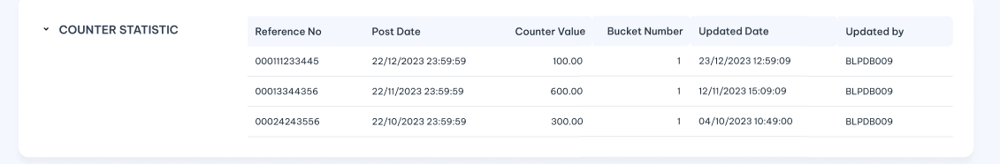 COUNTER STATISTIC
Reference No Post Date Counter Value Bucket Number Updated Date Updated by
000111233445 22/12/2023 23:59:59 100.00 1 23/12/2023 12:59:09 BLPDB009
00013344356 22/11/2023 23:59:59 600.00 1 12/11/2023 15:09:09 BLPDB009
00024243556 22/10/2023 23:59:59 300.00 1 04/10/2023 10:49:00 BLPDB009